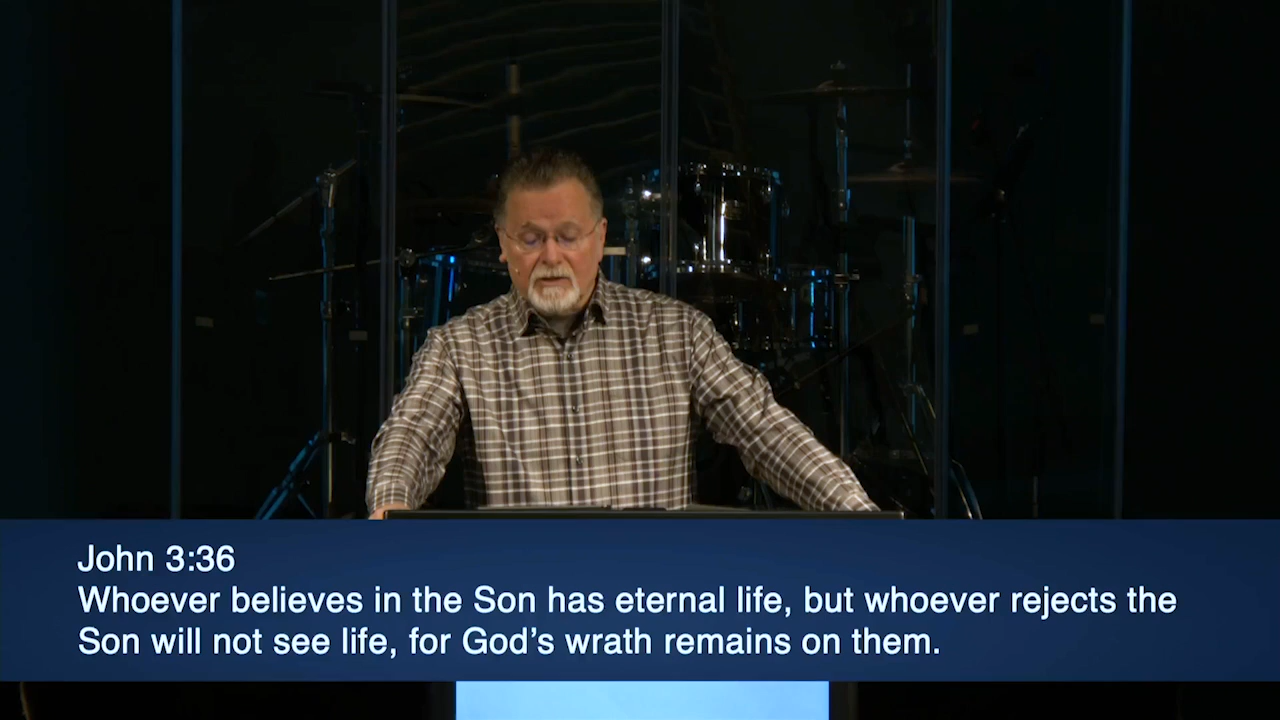 John 3:36
Whoever believes in the Son has eternal life, but whoever rejects the
Son will not see life, for God’s wrath remains on them.